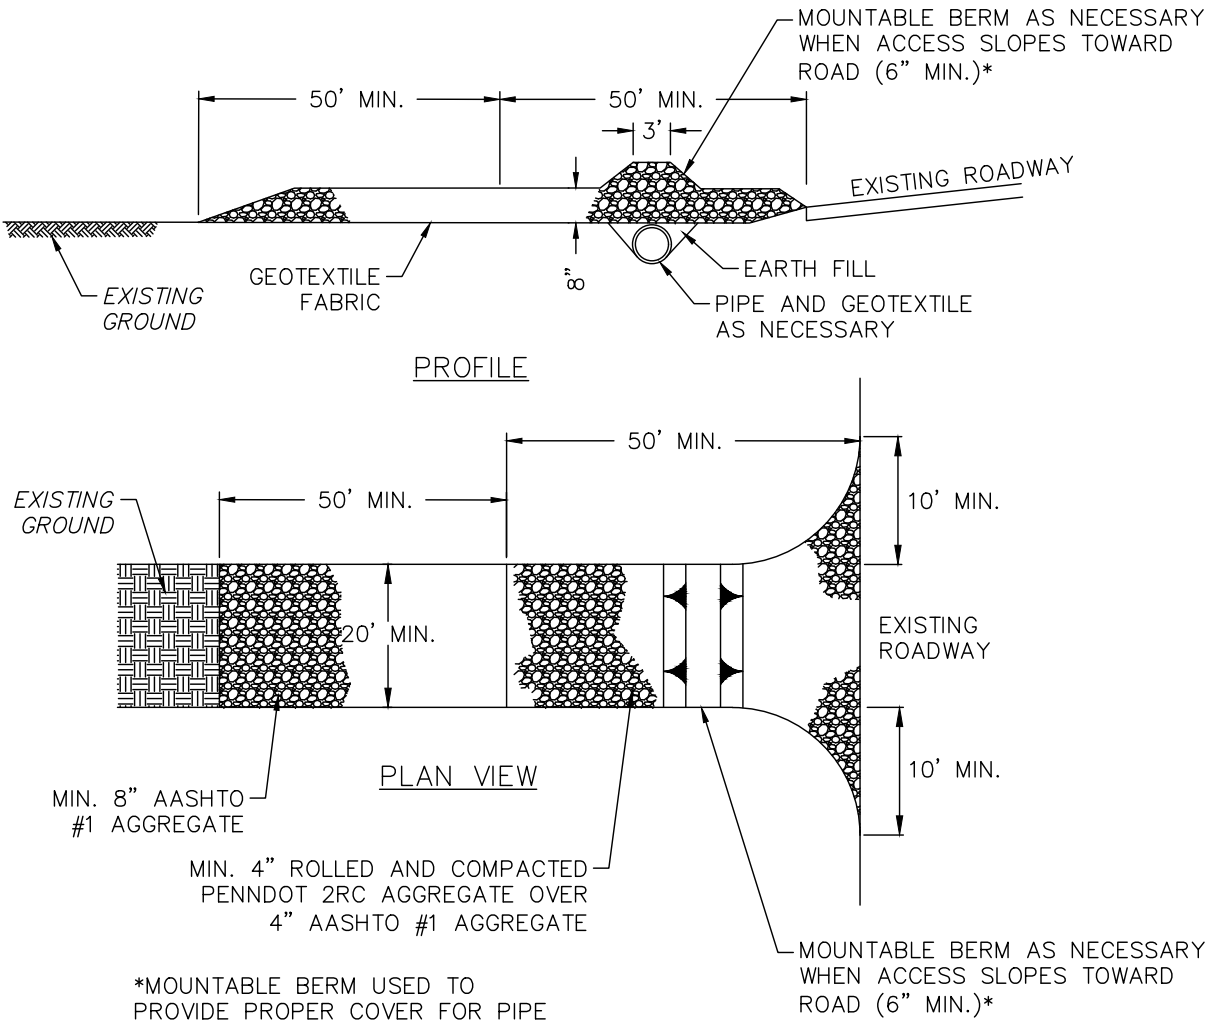 MOUNTABLE BERM AS NECESSARY
WHEN ACCESS SLOPES TOWARD
ROAD (6” MIN.)*
50’ MIN.
50’ MIN.
3’
EXISTING ROADWAY
8”
EARTH FILL
GEOTEXTILE
FABRIC
EXISTING
GROUND
PIPE AND GEOTEXTILE
AS NECESSARY
PROFILE
50’ MIN.
50’ MIN.
10’ MIN.
EXISTING
GROUND
20’ MIN.
EXISTING
ROADWAY
10’ MIN.
PLAN VIEW
MIN. 8” AASHTO
#1 AGGREGATE
MIN. 4” ROLLED AND COMPACTED
PENNDOT 2RC AGGREGATE OVER
4” AASHTO #1 AGGREGATE
MOUNTABLE BERM AS NECESSARY
WHEN ACCESS SLOPES TOWARD
ROAD (6” MIN.)*
*MOUNTABLE BERM USED TO
PROVIDE PROPER COVER FOR PIPE